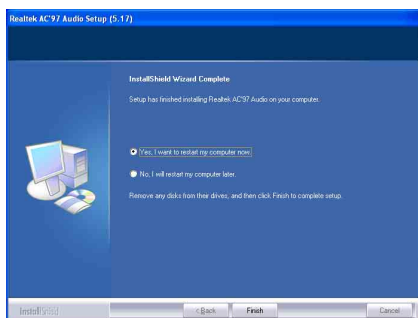 Realtek AC'97 Audio Setup (5.17)
InstallShield Wizard Complete
Setup has finished installing Realtek AC'97 Audio on your computer.
Yes, I want to restart my computer now.
No, I will restart my computer later.
Remove any disks from their drives, and then click Finish to complete setup.
InstallShield
< Back Finish Cancel